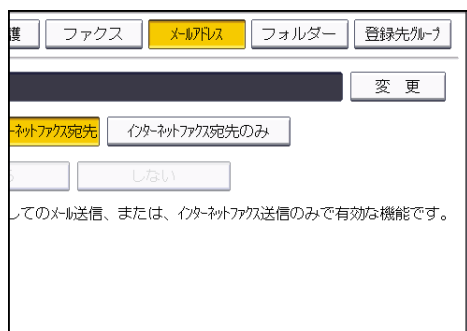 護 ファクス メールアドレス フォルダー 登録先グループ
変 更
ーネットファクス宛先 インターネットファクス宛先のみ
る しない
してのメール送信、または、インターネットファクス送信のみで有効な機能です。